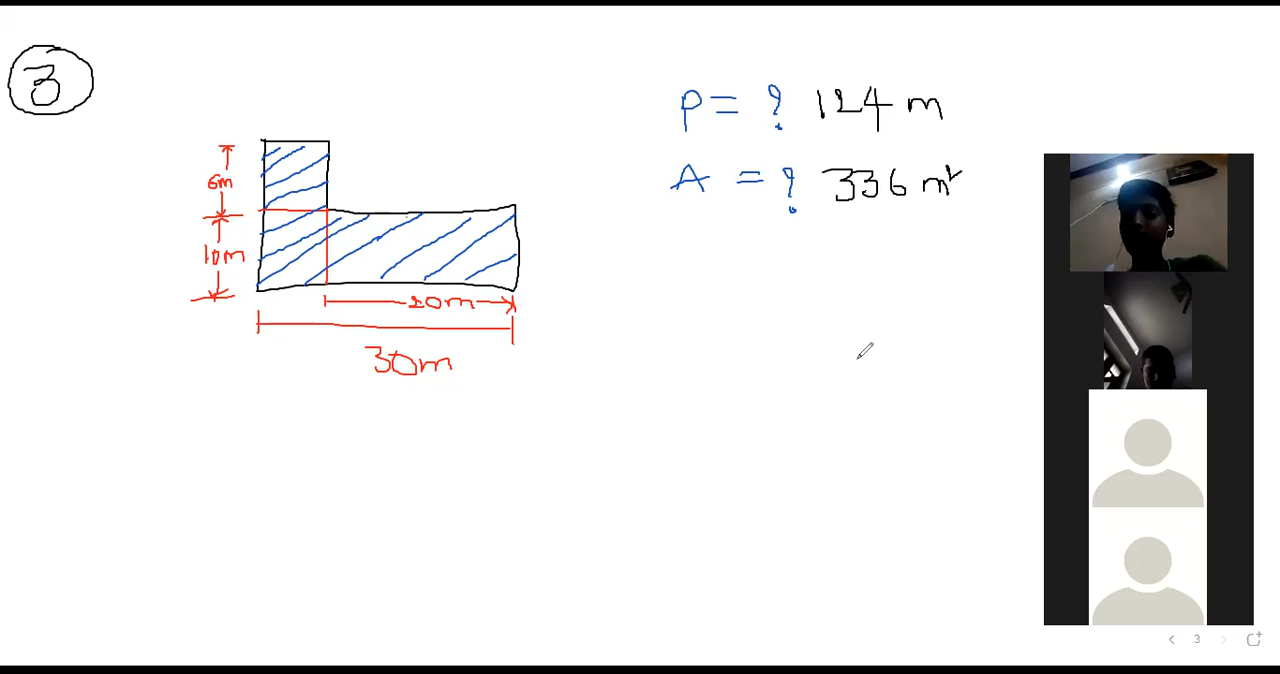 3
P = ? 124 m
A = ? 336 m²
6m
10m
20m
30m
3